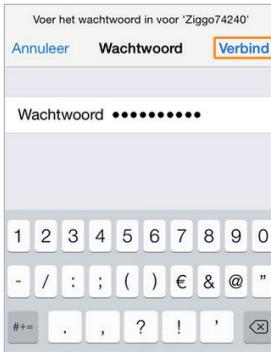 Voer het wachtwoord in voor 'Ziggo74240'
Annuleer Wachtwoord Verbind
Wachtwoord ••••••••••
1 2 3 4 5 6 7 8 9 0
- / : ; ( ) € & @ "
#+= . , ? ! '